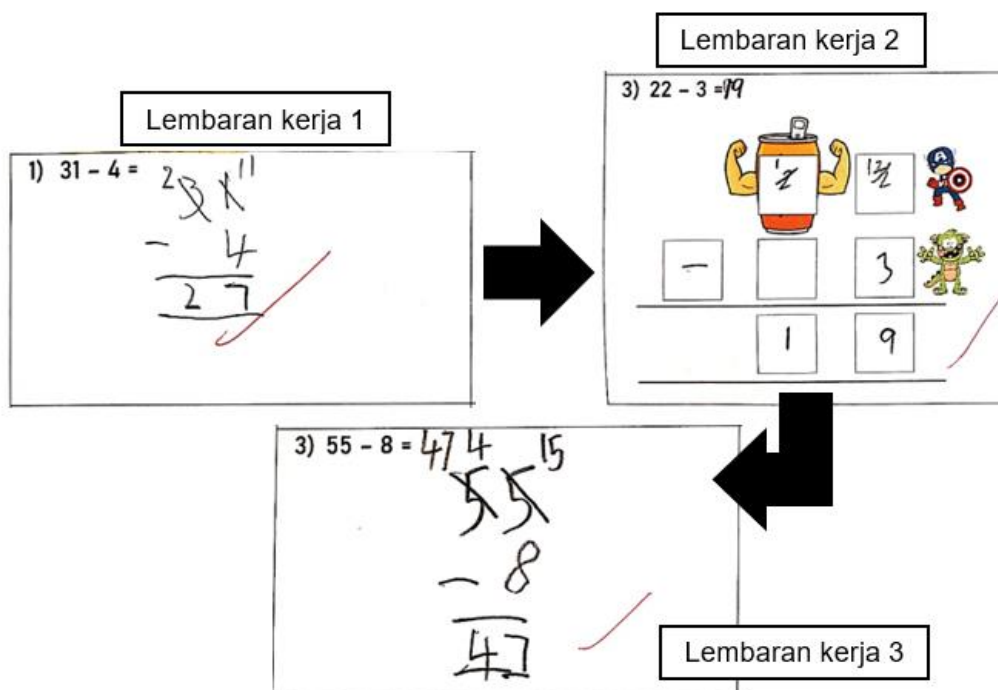 Lembaran kerja 1
1) 31 – 4 =
2 3 1 11
– 4
2 7
Lembaran kerja 2
3) 22 – 3 = 19
1 2 12 2
– 3
1 9
3) 55 – 8 = 47
4 15
5 5
– 8
47
Lembaran kerja 3